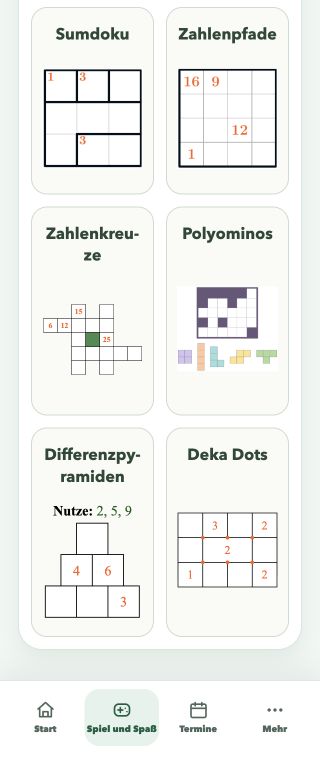 Sumdoku
1 3
3
Zahlenpfade
16 9
12
1
Zahlenkreu-
ze
15
6 12
25
Polyominos
Differenzpy-
ramiden
Nutze: 2, 5, 9
4 6
3
Deka Dots
3 2
2
1 2
Start
Spiel und Spaß
Termine
Mehr